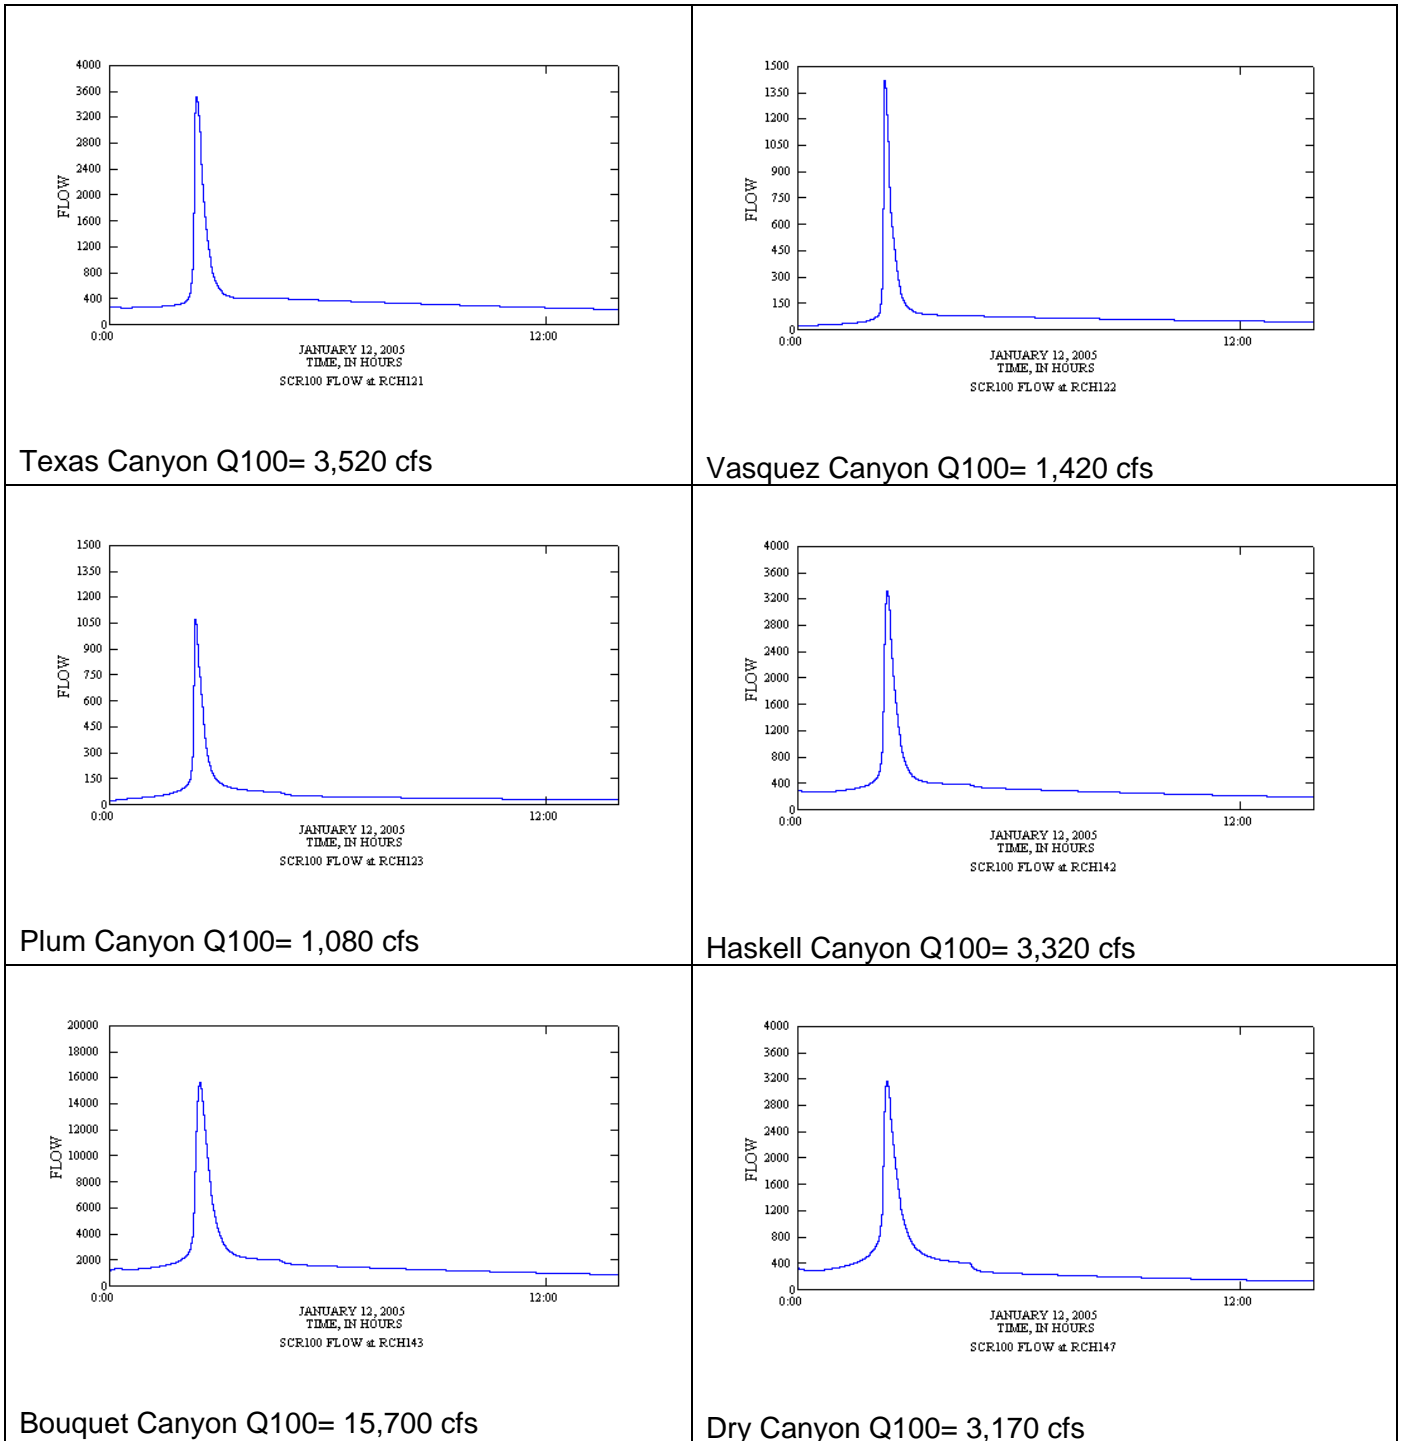 4000
3600
3200
2800
2400
2000
1600
1200
800
400
0
FLOW
0:00 12:00
JANUARY 12, 2005
TIME, IN HOURS
SCR100 FLOW at RCH121
Texas Canyon Q100= 3,520 cfs
1500
1350
1200
1050
900
750
600
450
300
150
0
FLOW
0:00 12:00
JANUARY 12, 2005
TIME, IN HOURS
SCR100 FLOW at RCH122
Vasquez Canyon Q100= 1,420 cfs
1500
1350
1200
1050
900
750
600
450
300
150
0
FLOW
0:00 12:00
JANUARY 12, 2005
TIME, IN HOURS
SCR100 FLOW at RCH123
Plum Canyon Q100= 1,080 cfs
4000
3600
3200
2800
2400
2000
1600
1200
800
400
0
FLOW
0:00 12:00
JANUARY 12, 2005
TIME, IN HOURS
SCR100 FLOW at RCH142
Haskell Canyon Q100= 3,320 cfs
20000
18000
16000
14000
12000
10000
8000
6000
4000
2000
0
FLOW
0:00 12:00
JANUARY 12, 2005
TIME, IN HOURS
SCR100 FLOW at RCH143
Bouquet Canyon Q100= 15,700 cfs
4000
3600
3200
2800
2400
2000
1600
1200
800
400
0
FLOW
0:00 12:00
JANUARY 12, 2005
TIME, IN HOURS
SCR100 FLOW at RCH147
Dry Canyon Q100= 3,170 cfs